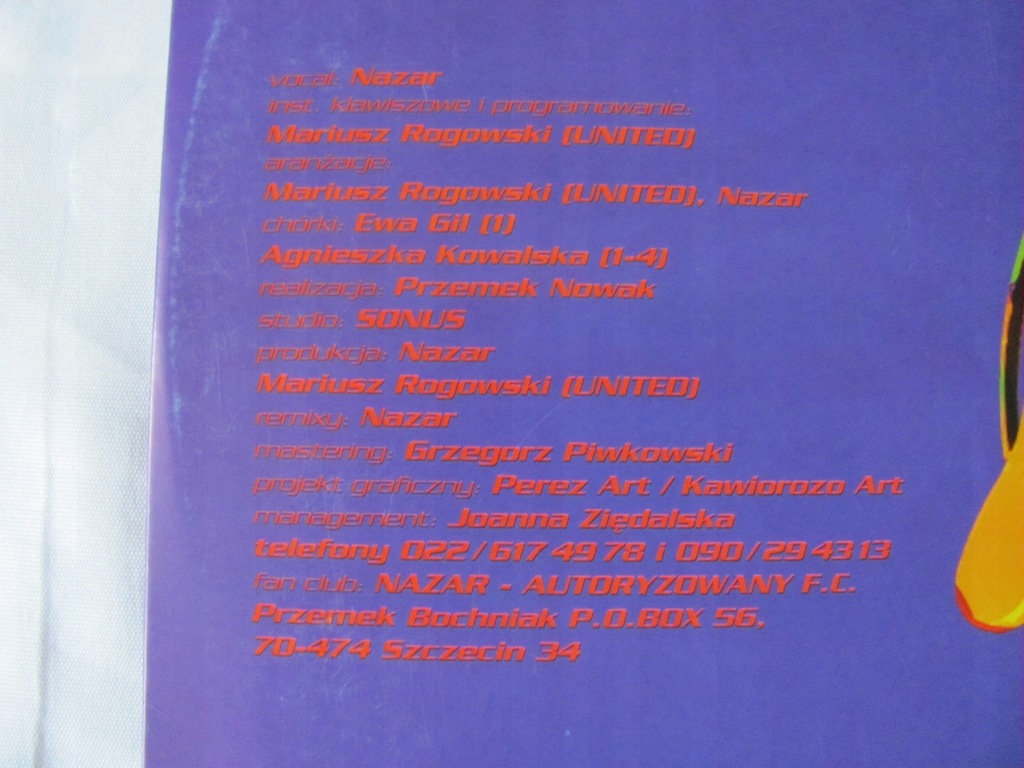 vocal: Nazar
inst. klawiszowe i programowanie:
Mariusz Rogowski (UNITED)
aranżacje:
Mariusz Rogowski (UNITED), Nazar
chórki: Ewa Gil (1)
Agnieszka Kowalska (1-4)
realizacja: Przemek Nowak
studio: SONUS
produkcja: Nazar
Mariusz Rogowski (UNITED)
remixy: Nazar
mastering: Grzegorz Piwkowski
projekt graficzny: Perez Art / Kawiorozo Art
management: Joanna Ziędalska
telefony 022/617 49 78 i 090/29 43 13
fan club: NAZAR - AUTORYZOWANY F.C.
Przemek Bochniak P.O.BOX 56,
70-474 Szczecin 34